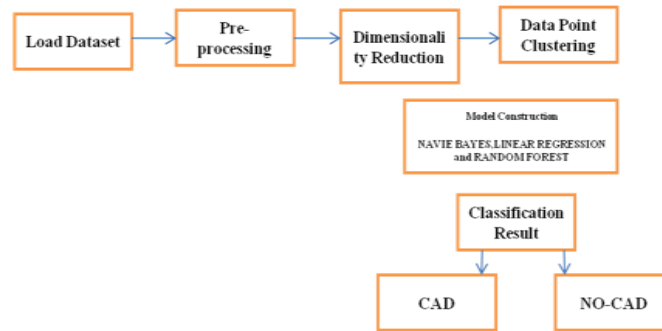 Load Dataset
Pre-
processing
Dimensionali
ty Reduction
Data Point
Clustering
Model Construction
NAVIE BAYES,LINEAR REGRESSION
and RANDOM FOREST
Classification
Result
CAD
NO-CAD